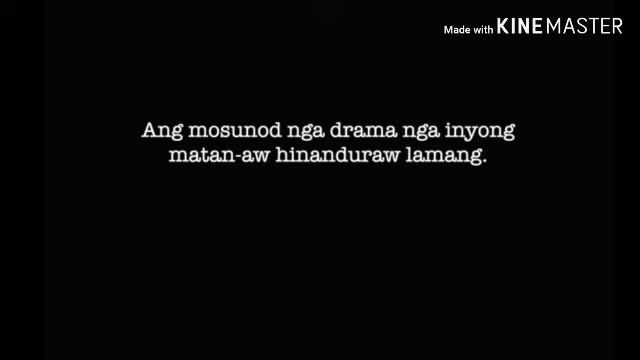 Made with KINEMASTER
Ang mosunod nga drama nga inyong
matan-aw hinanduraw lamang.